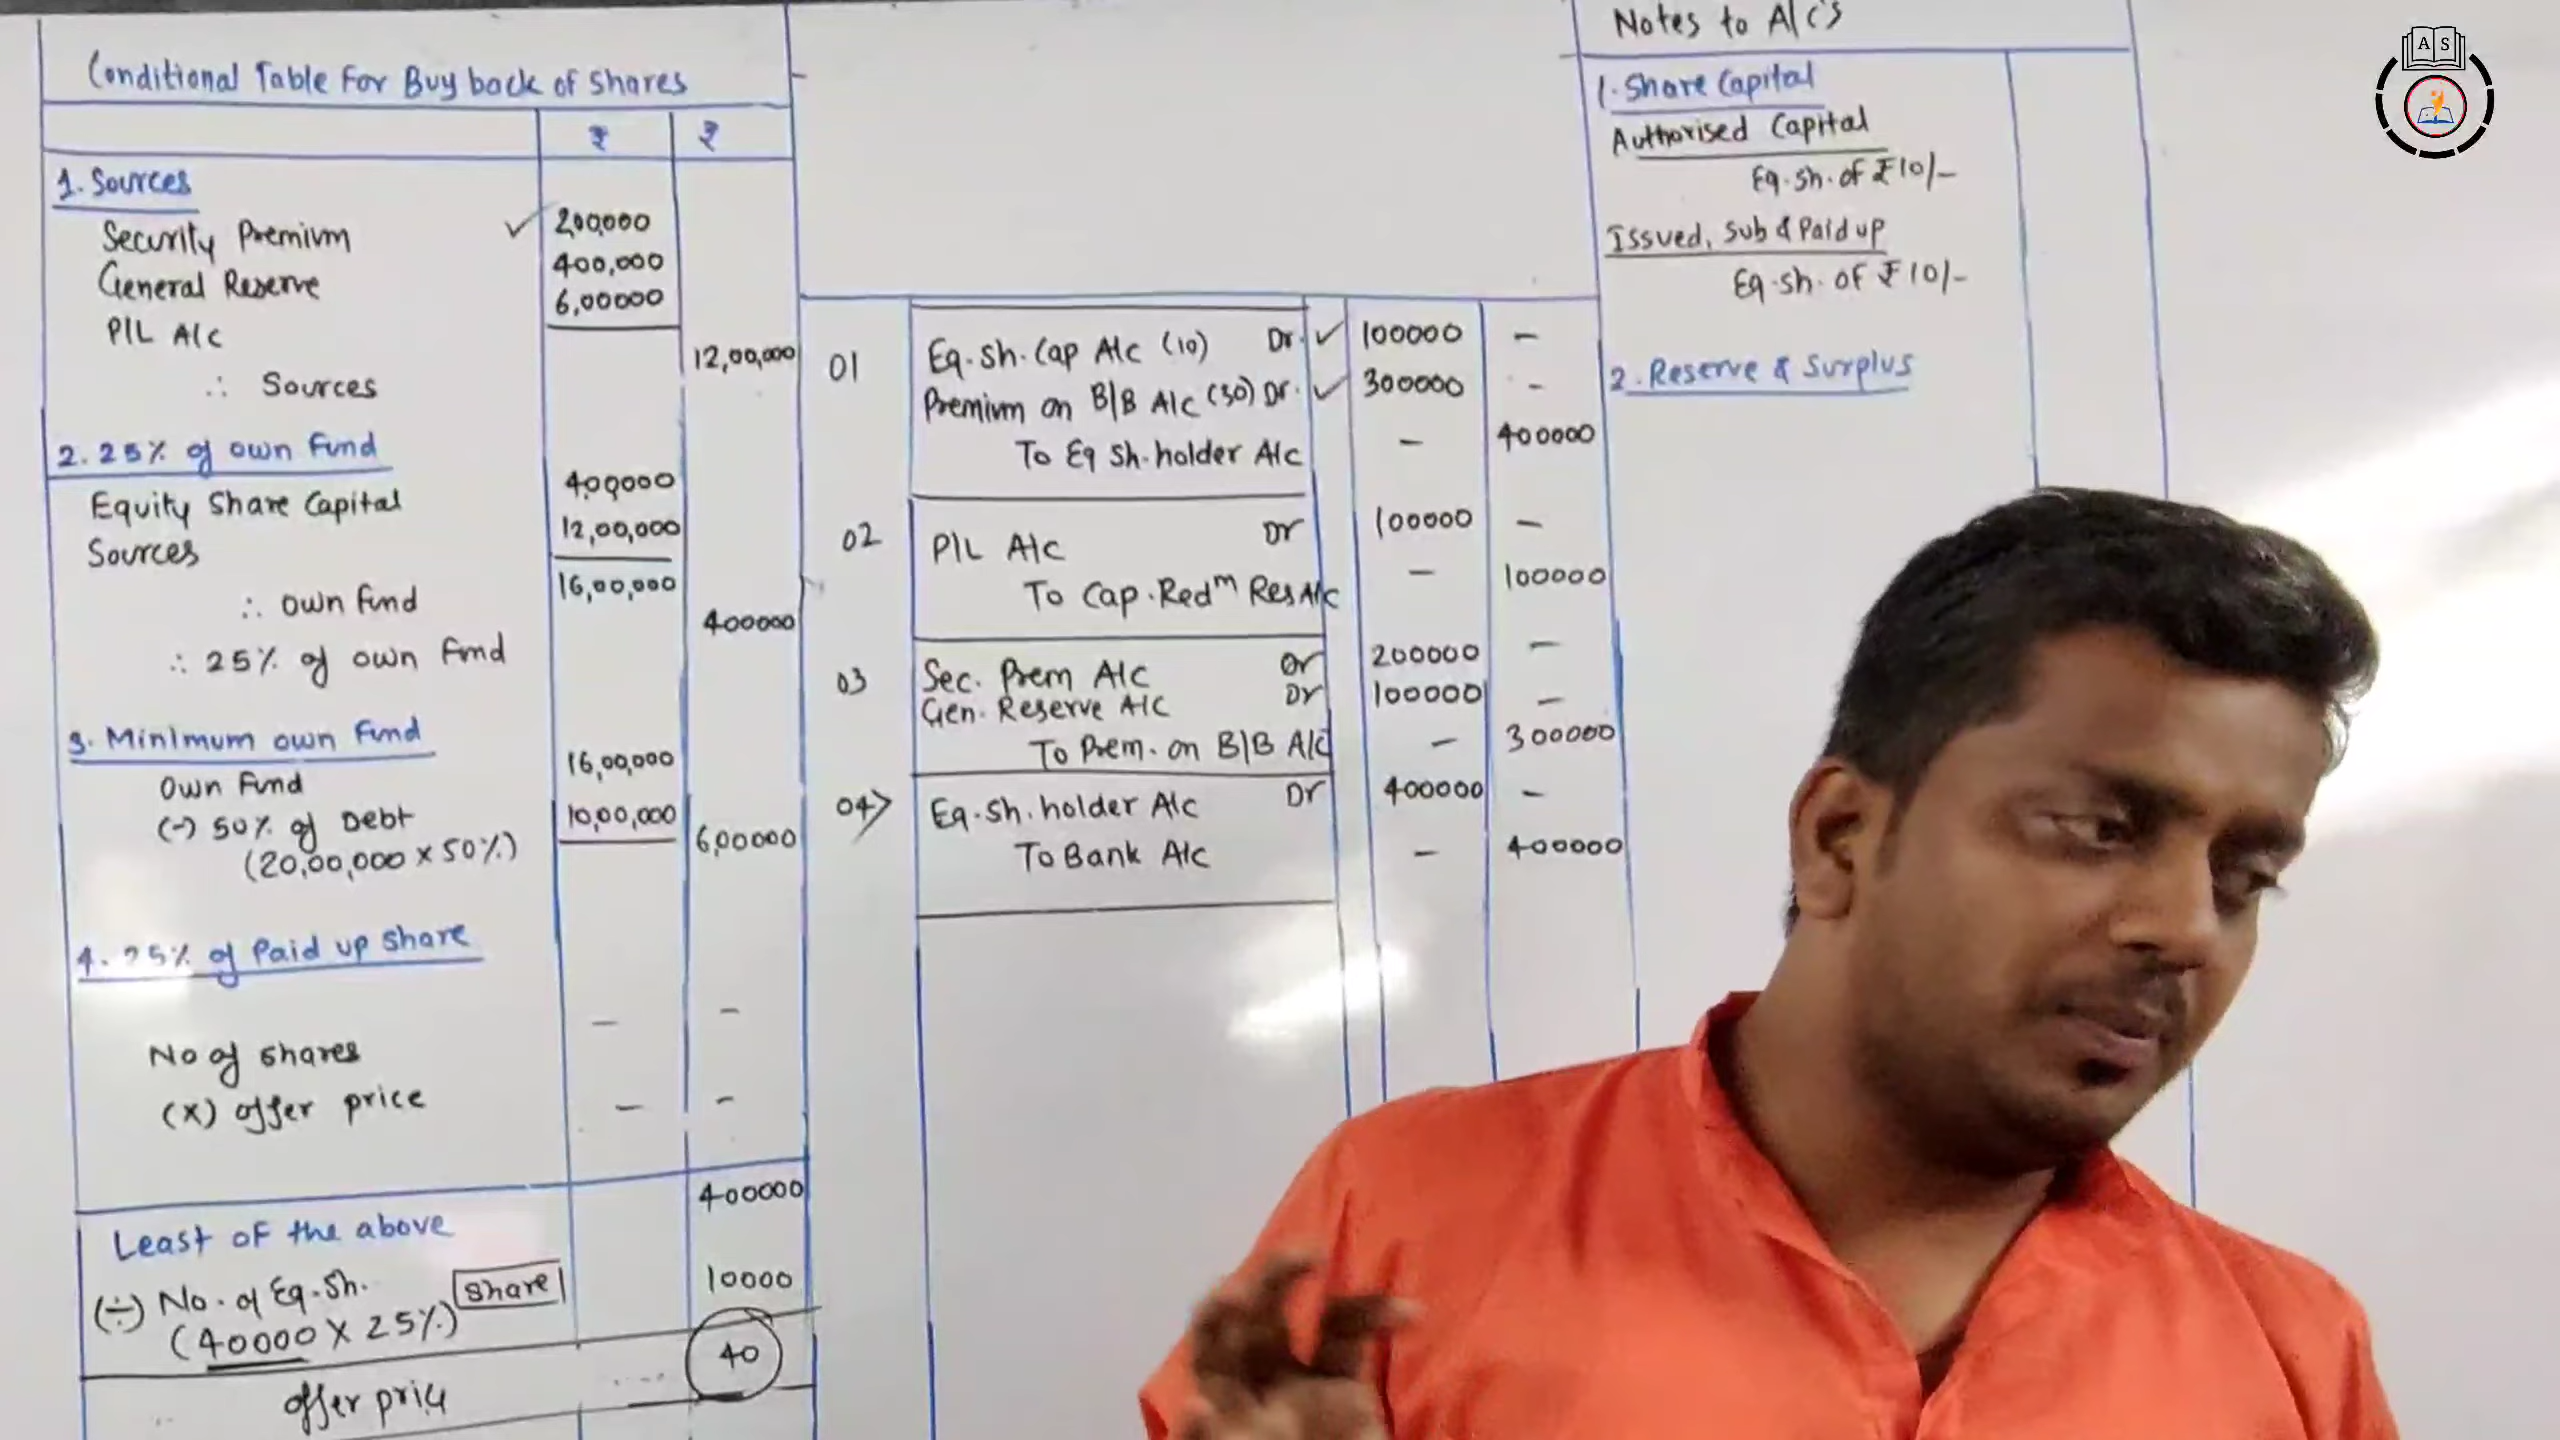 Conditional Table For Buy back of shares
₹ ₹
1. Sources
Security Premium 2,00,000
General Reserve 400,000
P/L A/c 6,00000
∴ Sources 12,00,000
2. 25% of own Fund
Equity Share Capital 4,00,000
Sources 12,00,000
∴ own fund 16,00,000
∴ 25% of own fund 400000
3. Minimum own Fund
Own Fund 16,00,000
(-) 50% of Debt 10,00,000 6,00000
(20,00,000 × 50%)
4. 25% of Paid up share
No of shares - -
(x) offer price - -
Least of the above 400000
(÷) No. of Eq. Sh. share 10000
(40000 X 25%)
offer price 40
01 Eq. Sh. Cap A/c (10) Dr. 100000 -
Premium on B/B A/c (30) Dr. 300000 -
To Eq Sh. holder A/c - 400000
02 P/L A/c Dr 100000 -
To Cap. Redm Res A/c - 100000
03 Sec. Prem A/c Dr 200000 -
Gen. Reserve A/c Dr 100000 -
To Prem. on B/B A/c - 300000
04> Eq. Sh. holder A/c Dr 400000 -
To Bank A/c - 400000
Notes to A/c's
1. Share Capital
Authorised Capital
Eq. Sh. of ₹10/-
Issued, Sub & Paid up
Eq. sh. of ₹10/-
2. Reserve & Surplus
A S